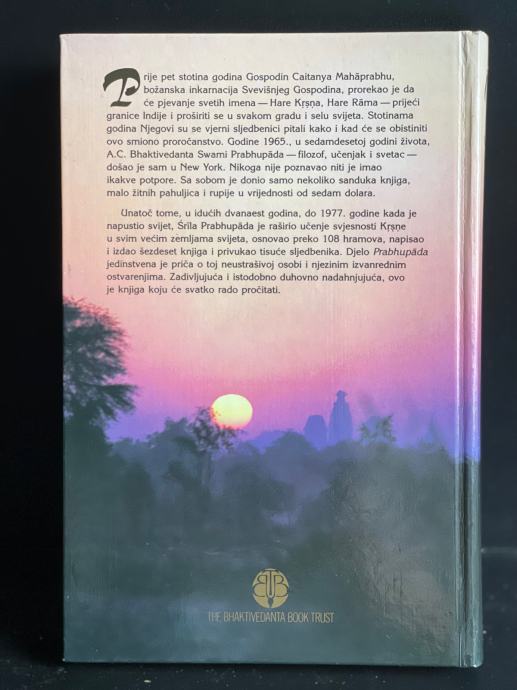 Prije pet stotina godina Gospodin Caitanya Mahāprabhu,
božanska inkarnacija Svevišnjeg Gospodina, prorekao je da
će pjevanje svetih imena — Hare Kṛṣṇa, Hare Rāma — prijeći
granice Indije i proširiti se u svakom gradu i selu svijeta. Stotinama
godina Njegovi su se vjerni sljedbenici pitali kako i kad će se obistiniti
ovo smiono proročanstvo. Godine 1965., u sedamdesetoj godini života,
A.C. Bhaktivedanta Swami Prabhupāda — filozof, učenjak i svetac —
došao je sam u New York. Nikoga nije poznavao niti je imao
ikakve potpore. Sa sobom je donio samo nekoliko sanduka knjiga,
malo žitnih pahuljica i rupije u vrijednosti od sedam dolara.
Unatoč tome, u idućih dvanaest godina, do 1977. godine kada je
napustio svijet, Śrīla Prabhupāda je raširio učenje svjesnosti Kṛṣṇe
u svim većim zemljama svijeta, osnovao preko 108 hramova, napisao
i izdao šezdeset knjiga i privukao tisuće sljedbenika. Djelo Prabhupāda
jedinstvena je priča o toj neustrašivoj osobi i njezinim izvanrednim
ostvarenjima. Zadivljujuća i istodobno duhovno nadahnjujuća, ovo
je knjiga koju će svatko rado pročitati.
BBT
THE BHAKTIVEDANTA BOOK TRUST